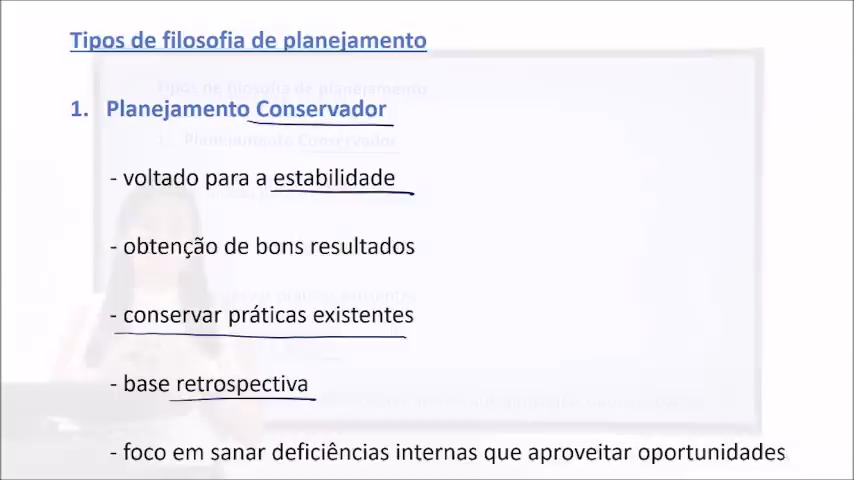 Tipos de filosofia de planejamento
1. Planejamento Conservador
- voltado para a estabilidade
- obtenção de bons resultados
- conservar práticas existentes
- base retrospectiva
- foco em sanar deficiências internas que aproveitar oportunidades